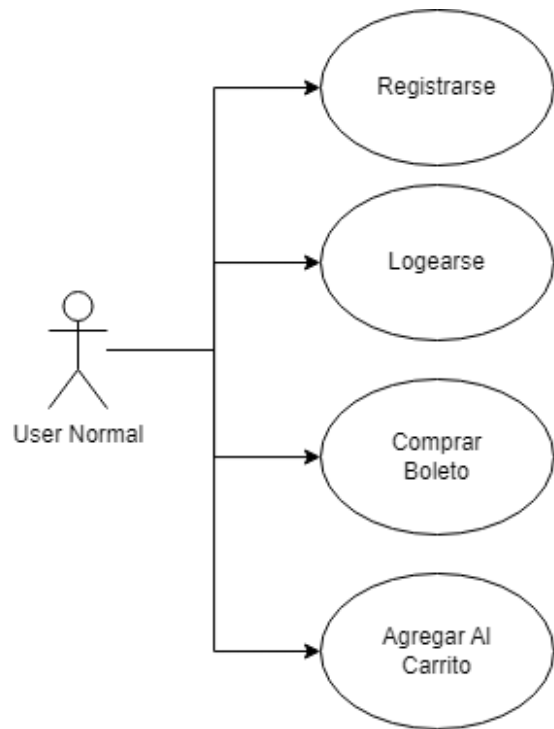 Registrarse
Logearse
User Normal
Comprar
Boleto
Agregar Al
Carrito